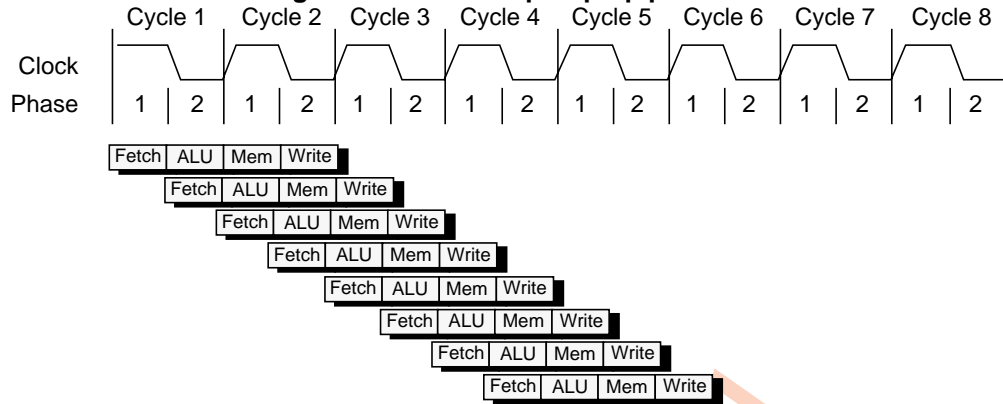 Cycle 1 Cycle 2 Cycle 3 Cycle 4 Cycle 5 Cycle 6 Cycle 7 Cycle 8
Clock
Phase 1 2 1 2 1 2 1 2 1 2 1 2 1 2 1 2
Fetch ALU Mem Write
Fetch ALU Mem Write
Fetch ALU Mem Write
Fetch ALU Mem Write
Fetch ALU Mem Write
Fetch ALU Mem Write
Fetch ALU Mem Write
Fetch ALU Mem Write